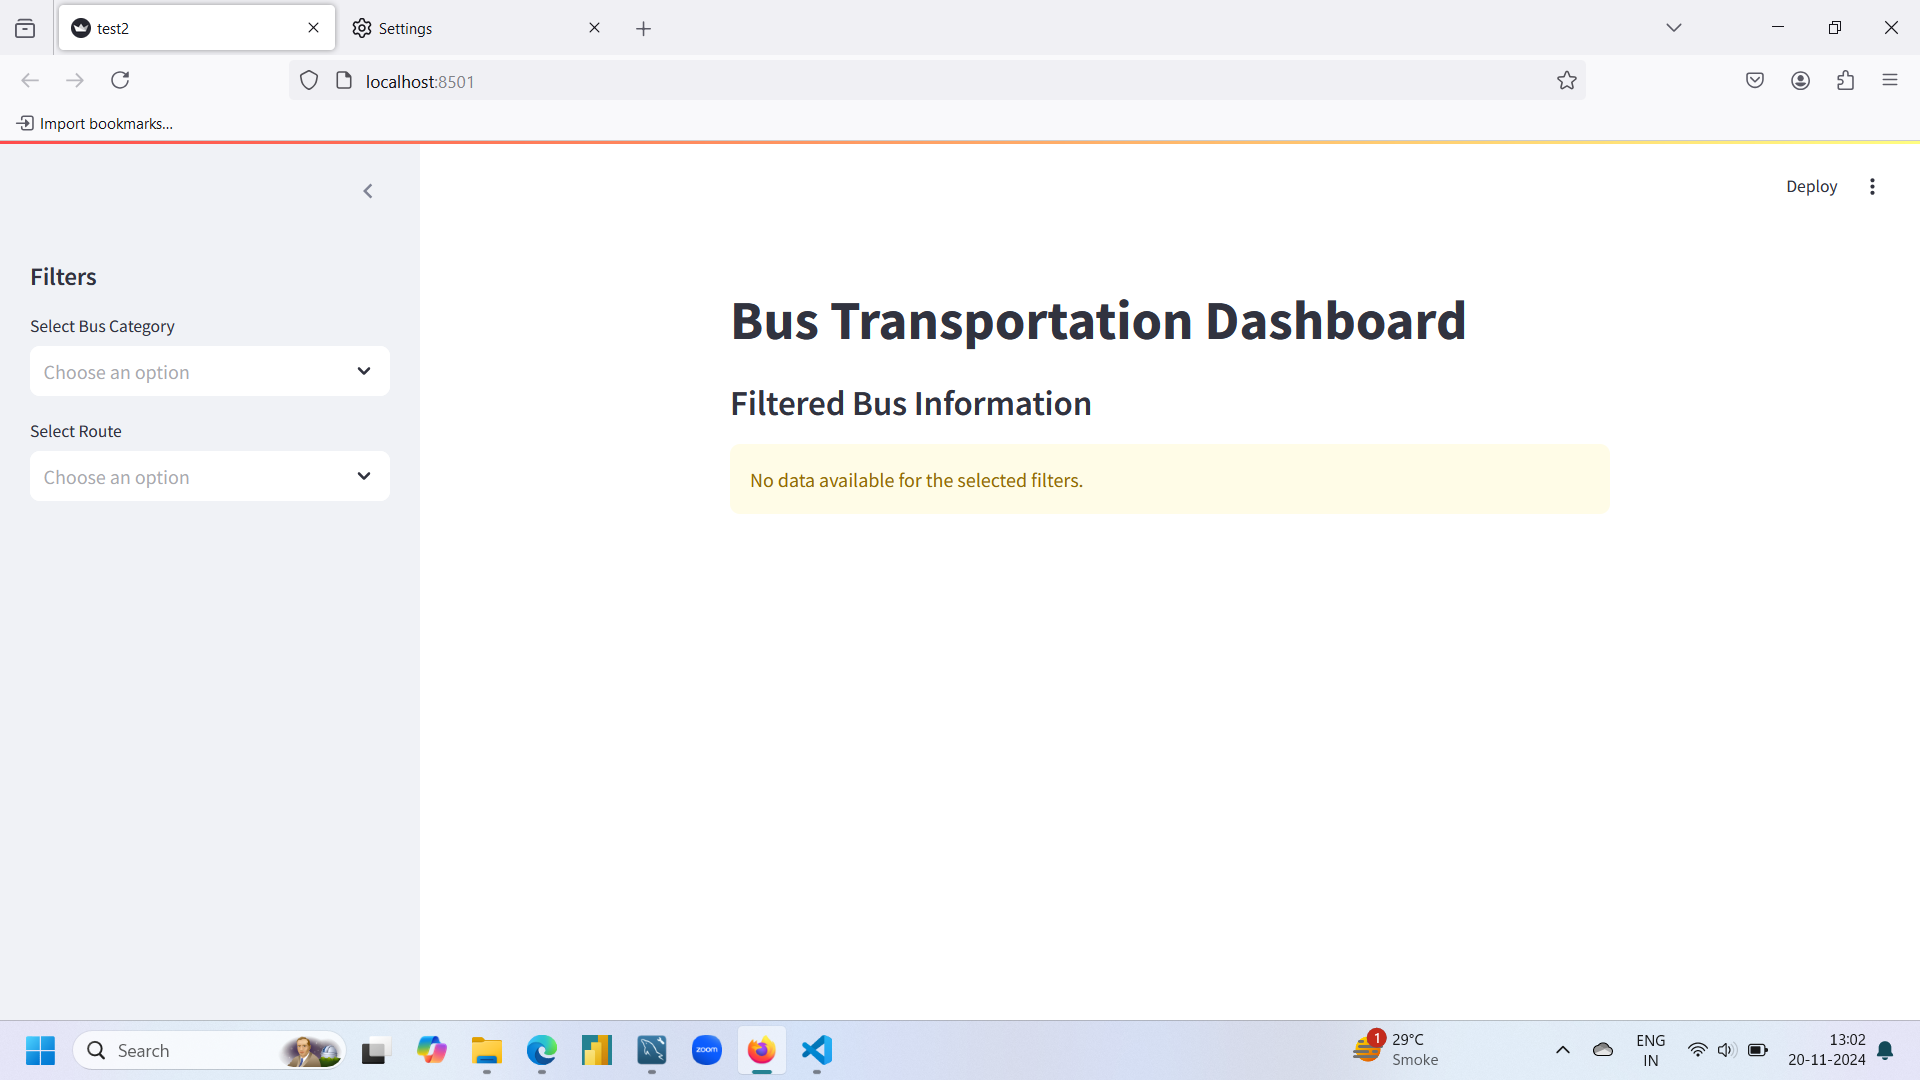 test2
Settings
localhost:8501
Import bookmarks...
Deploy
Filters
Select Bus Category
Choose an option
Select Route
Choose an option
Bus Transportation Dashboard
Filtered Bus Information
No data available for the selected filters.
Search
zoom
1
29°C
Smoke
ENG
IN
13:02
20-11-2024